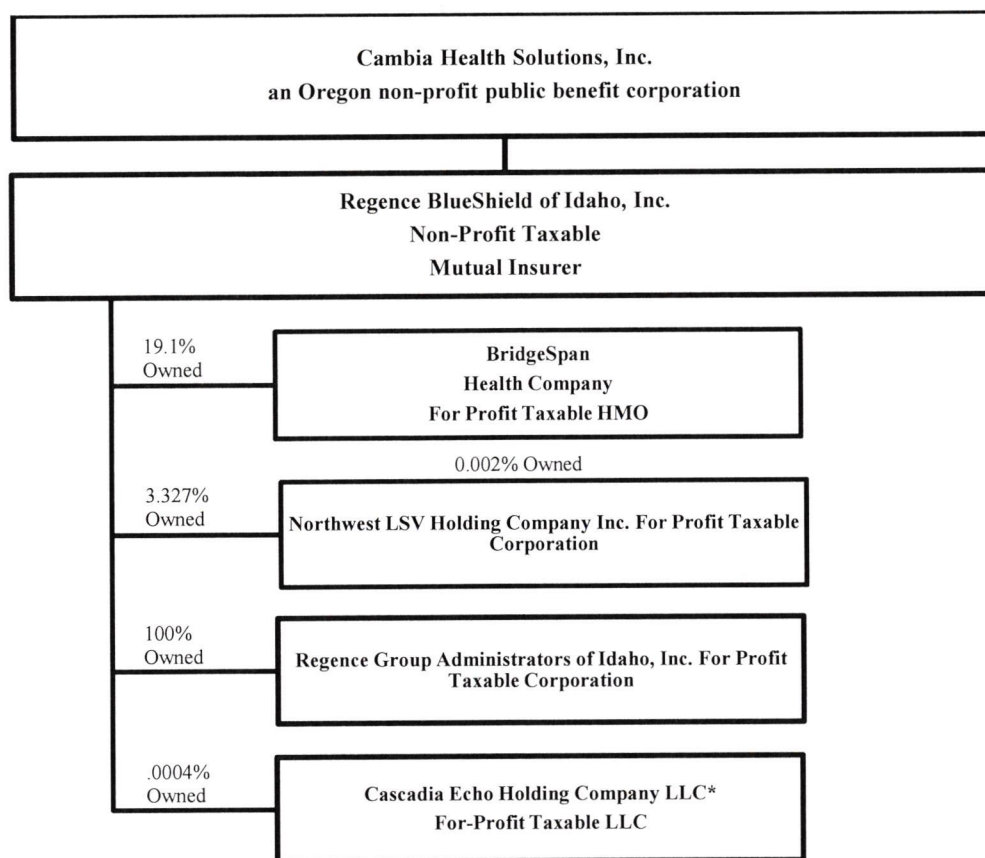 Cambia Health Solutions, Inc.
an Oregon non-profit public benefit corporation
Regence BlueShield of Idaho, Inc.
Non-Profit Taxable
Mutual Insurer
19.1%
Owned
BridgeSpan
Health Company
For Profit Taxable HMO
0.002% Owned
3.327%
Owned
Northwest LSV Holding Company Inc. For Profit Taxable
Corporation
100%
Owned
Regence Group Administrators of Idaho, Inc. For Profit
Taxable Corporation
.0004%
Owned
Cascadia Echo Holding Company LLC*
For-Profit Taxable LLC